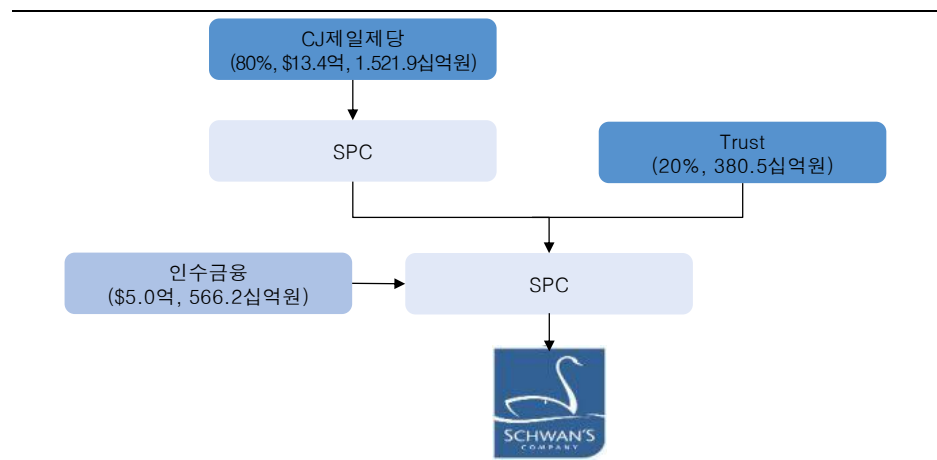 CJ제일제당
(80%, $13.4억, 1.521.9십억원)
SPC
Trust
(20%, 380.5십억원)
인수금융
($5.0억, 566.2십억원)
SPC
SCHWAN'S
COMPANY